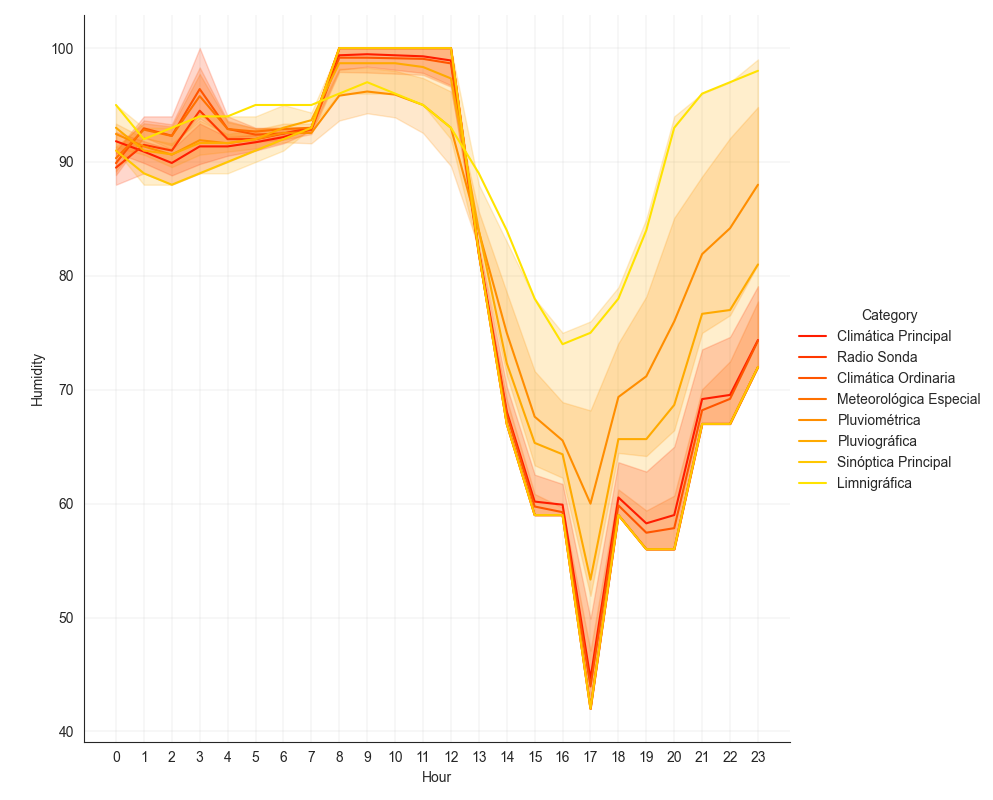 100
90
80
70
60
50
40
Humidity
0 1 2 3 4 5 6 7 8 9 10 11 12 13 14 15 16 17 18 19 20 21 22 23
Hour
Category
Climática Principal
Radio Sonda
Climática Ordinaria
Meteorológica Especial
Pluviométrica
Pluviográfica
Sinóptica Principal
Limnigráfica